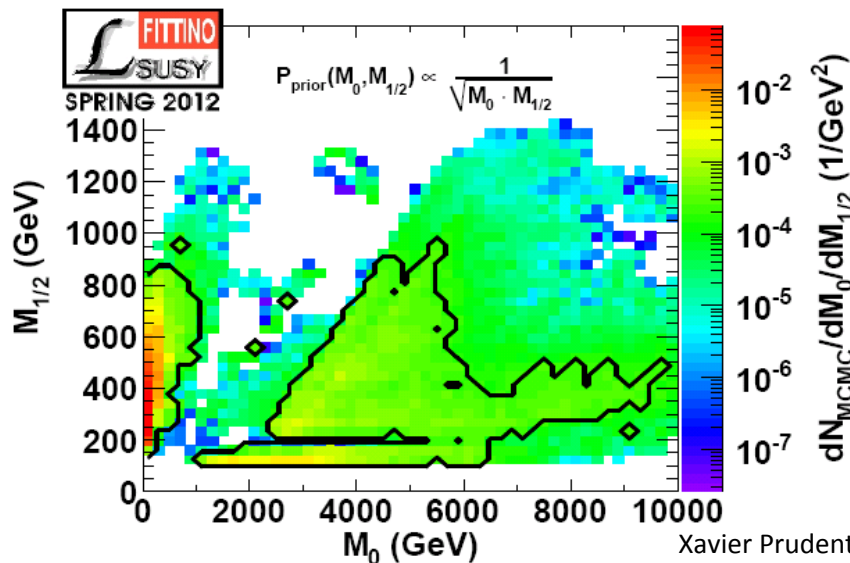 FITTINO
L SUSY
SPRING 2012
P_prior(M_0,M_1/2) ∝ 1/√(M_0 · M_1/2)
M_1/2 (GeV)
1400
1200
1000
800
600
400
200
0
0 2000 4000 6000 8000 10000
M_0 (GeV)
10^-2
10^-3
10^-4
10^-5
10^-6
10^-7
dN_MCMC/dM_0/dM_1/2 (1/GeV^2)
Xavier Prudent